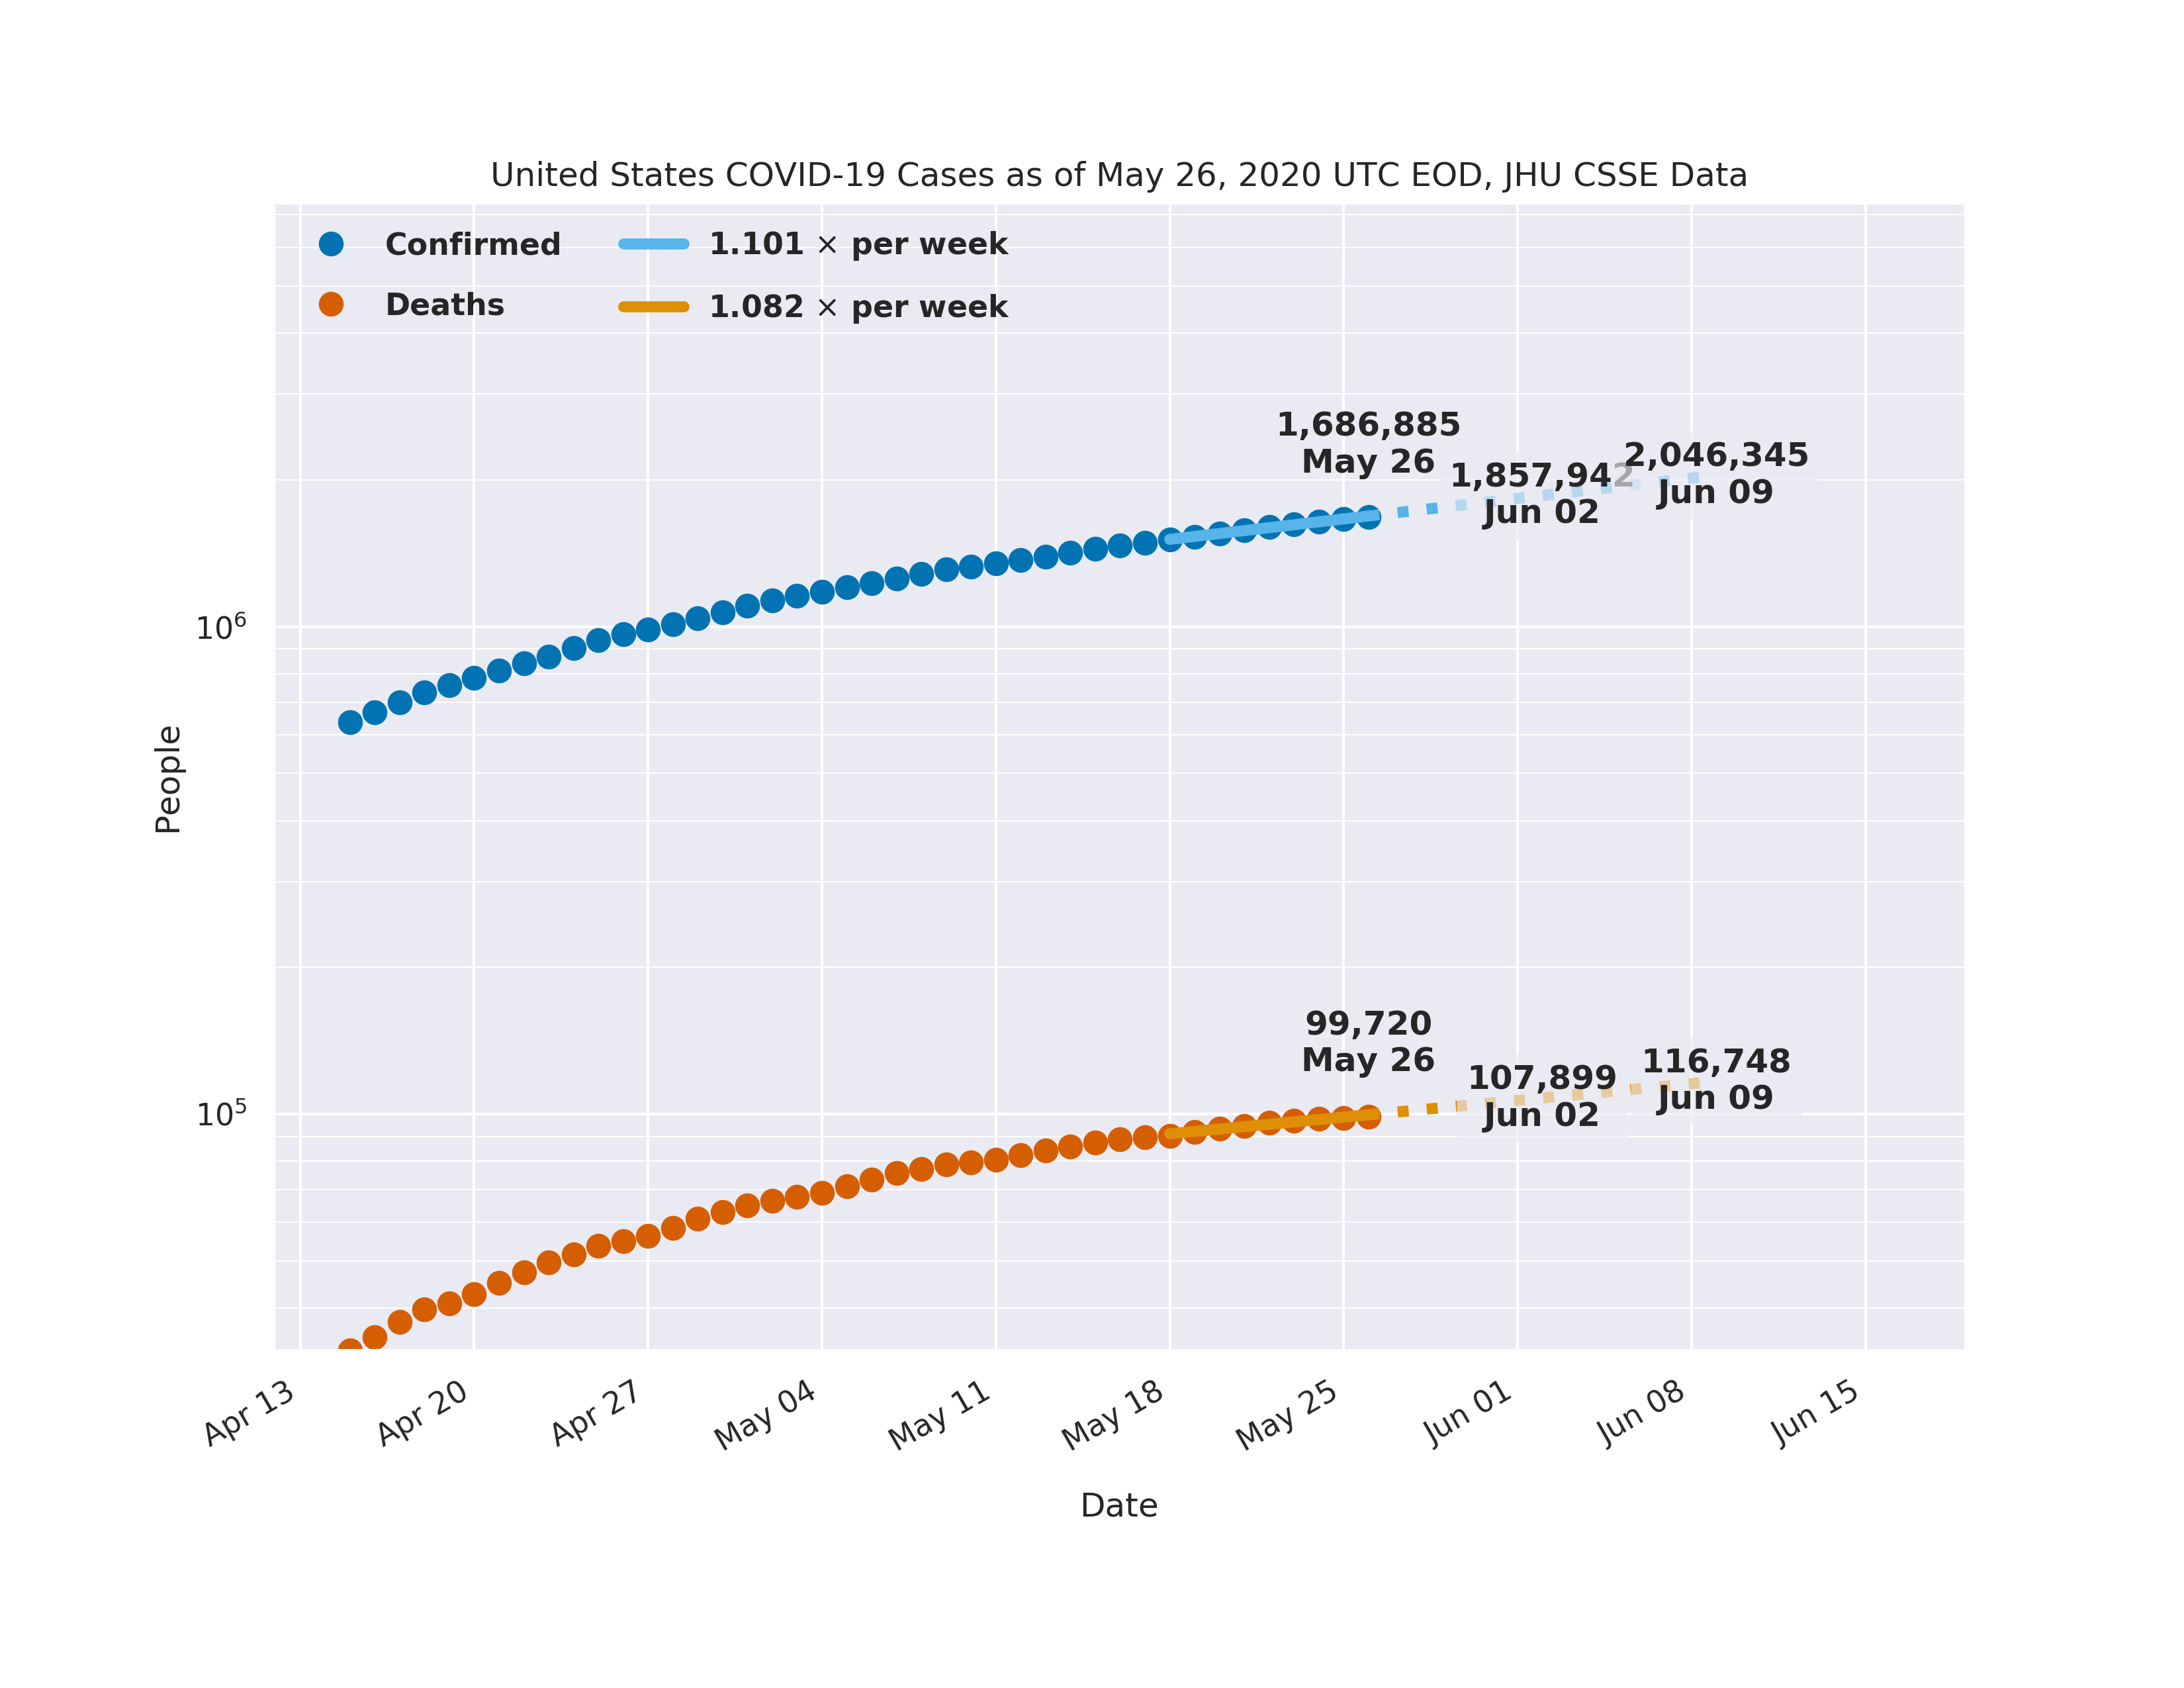 United States COVID-19 Cases as of May 26, 2020 UTC EOD, JHU CSSE Data
Confirmed
Deaths
1.101 × per week
1.082 × per week
1,686,885
May 26
1,857,942
Jun 02
2,046,345
Jun 09
99,720
May 26
107,899
Jun 02
116,748
Jun 09
10⁶
10⁵
People
Apr 13
Apr 20
Apr 27
May 04
May 11
May 18
May 25
Jun 01
Jun 08
Jun 15
Date